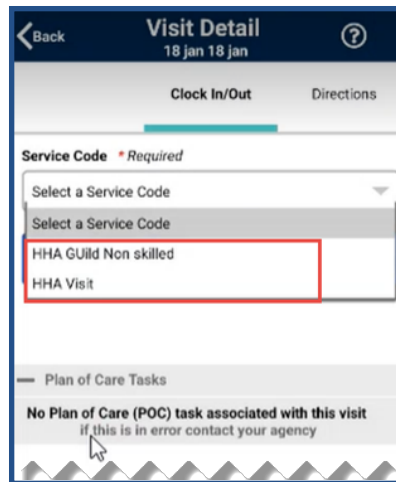 Back
Visit Detail
18 jan 18 jan
Clock In/Out
Directions
Service Code * Required
Select a Service Code
Select a Service Code
HHA GUild Non skilled
HHA Visit
Plan of Care Tasks
No Plan of Care (POC) task associated with this visit
if this is in error contact your agency